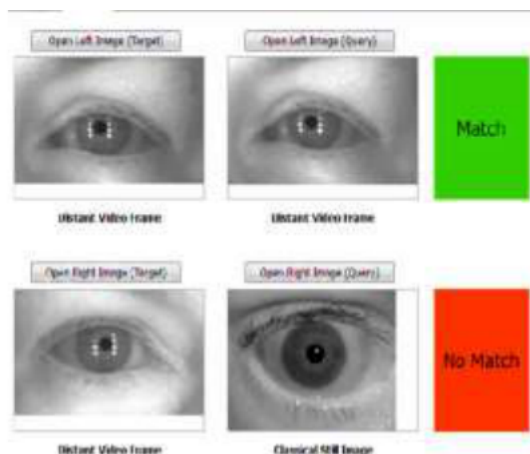 Open Left Image (Target) Open Left Image (Query)
Match
Distant Video Frame Distant Video Frame
Open Right Image (Target) Open Right Image (Query)
No Match
Distant Video Frame Classical Still Image